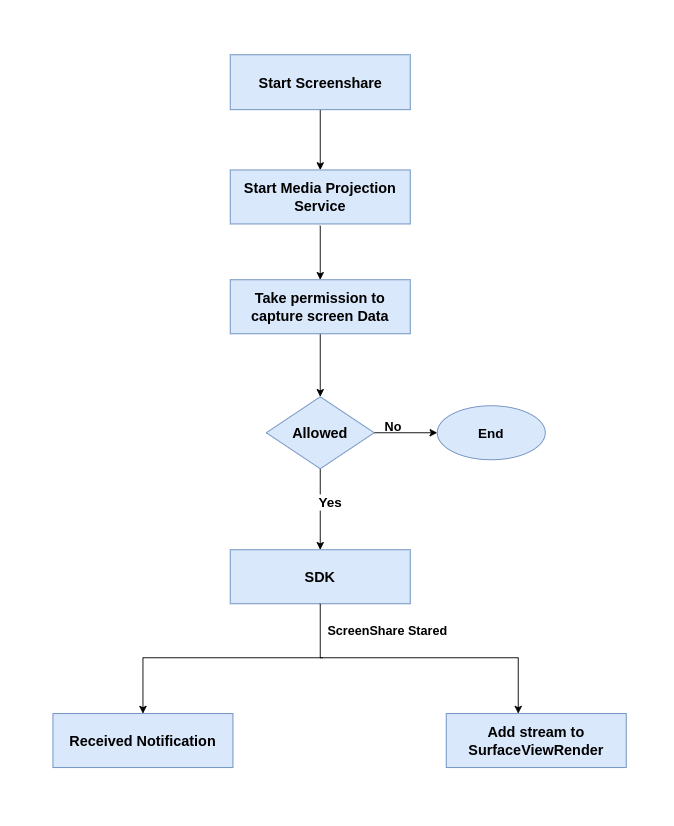 Start Screenshare
Start Media Projection
Service
Take permission to
capture screen Data
Allowed
No
End
Yes
SDK
ScreenShare Stared
Received Notification
Add stream to
SurfaceViewRender